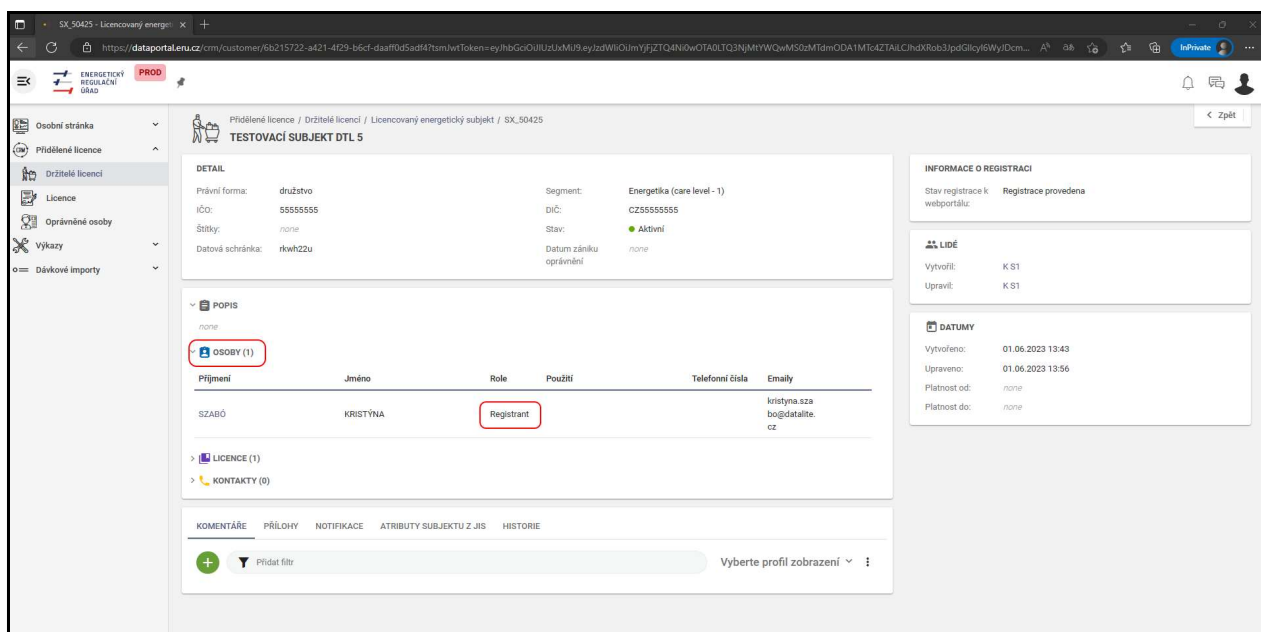 SX_50425 - Licencovaný energeti
https://dataportal.eru.cz/crm/customer/6b215722-a421-4f29-b6cf-daaff0d5adf4?tsmJwtToken=
InPrivate
ENERGETICKÝ
REGULAČNÍ
ÚŘAD
PROD
Osobní stránka
Přidělené licence
Držitelé licencí
Licence
Oprávněné osoby
Výkazy
Dávkové importy
Přidělené licence / Držitelé licencí / Licencovaný energetický subjekt / SX_50425
TESTOVACÍ SUBJEKT DTL 5
Zpět
DETAIL
Právní forma: družstvo Segment: Energetika (care level - 1)
IČO: 55555555 DIČ: CZ55555555
Štítky: none Stav: Aktivní
Datová schránka: rkwh22u Datum zániku none
oprávnění
POPIS
none
OSOBY (1)
Příjmení Jméno Role Použití Telefonní čísla Emaily
SZABÓ KRISTÝNA Registrant kristyna.sza
bo@datalite.
cz
LICENCE (1)
KONTAKTY (0)
KOMENTÁŘE PŘÍLOHY NOTIFIKACE ATRIBUTY SUBJEKTU Z JIS HISTORIE
Přidat filtr Vyberte profil zobrazení
INFORMACE O REGISTRACI
Stav registrace k Registrace provedena
webportálu:
LIDÉ
Vytvořil: K S1
Upravil: K S1
DATUMY
Vytvořeno: 01.06.2023 13:43
Upraveno: 01.06.2023 13:56
Platnost od: none
Platnost do: none